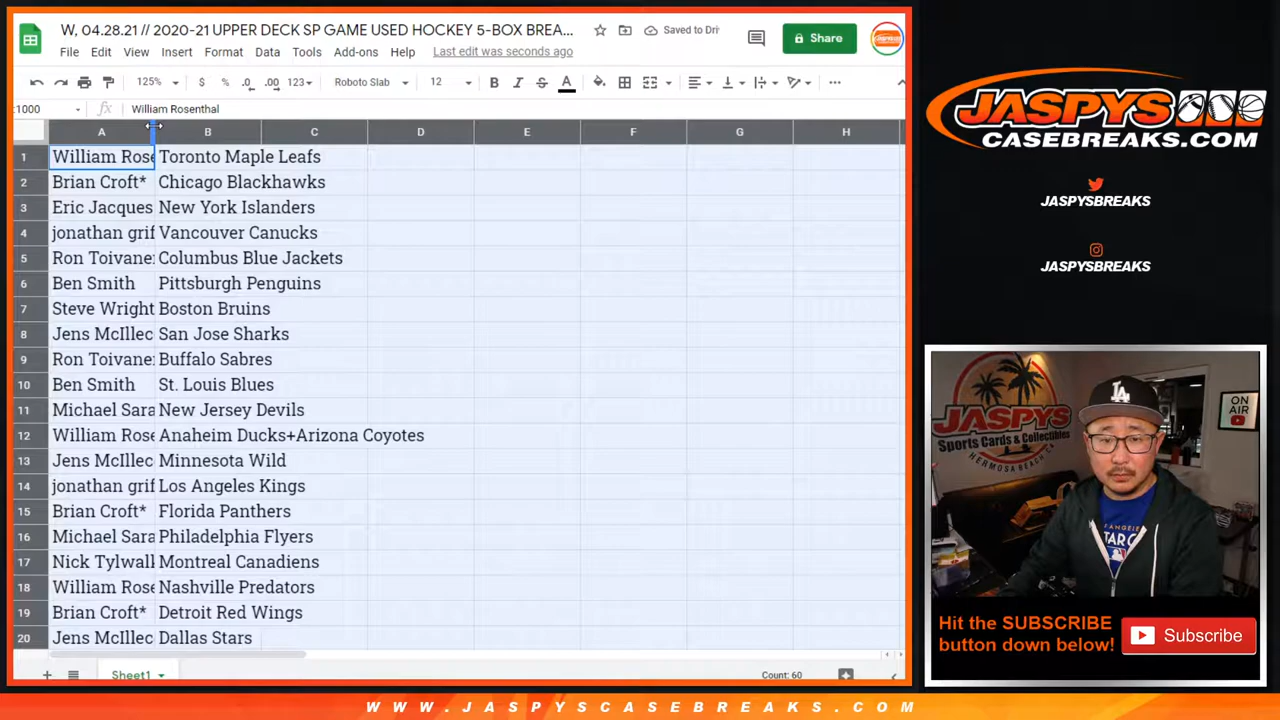 W, 04.28.21 // 2020-21 UPPER DECK SP GAME USED HOCKEY 5-BOX BREA...
Saved to Dri
Share
File Edit View Insert Format Data Tools Add-ons Help Last edit was seconds ago
125% $ % .0 .00 123 Roboto Slab 12 B I S A
:1000 fx William Rosenthal
A B C D E F G H
1 William Rose Toronto Maple Leafs
2 Brian Croft* Chicago Blackhawks
3 Eric Jacques New York Islanders
4 jonathan grif Vancouver Canucks
5 Ron Toivane Columbus Blue Jackets
6 Ben Smith Pittsburgh Penguins
7 Steve Wright Boston Bruins
8 Jens McIllec San Jose Sharks
9 Ron Toivane Buffalo Sabres
10 Ben Smith St. Louis Blues
11 Michael Sara New Jersey Devils
12 William Rose Anaheim Ducks+Arizona Coyotes
13 Jens McIllec Minnesota Wild
14 jonathan grif Los Angeles Kings
15 Brian Croft* Florida Panthers
16 Michael Sara Philadelphia Flyers
17 Nick Tylwalk Montreal Canadiens
18 William Rose Nashville Predators
19 Brian Croft* Detroit Red Wings
20 Jens McIllec Dallas Stars
Sheet1
Count: 60
JASPYS
CASEBREAKS.COM
JASPYSBREAKS
JASPYSBREAKS
JASPYS
Sports Cards & Collectibles
HERMOSA BEACH
LA
ON
AIR
Hit the SUBSCRIBE
button down below!
Subscribe
WWW.JASPYSCASEBREAKS.COM